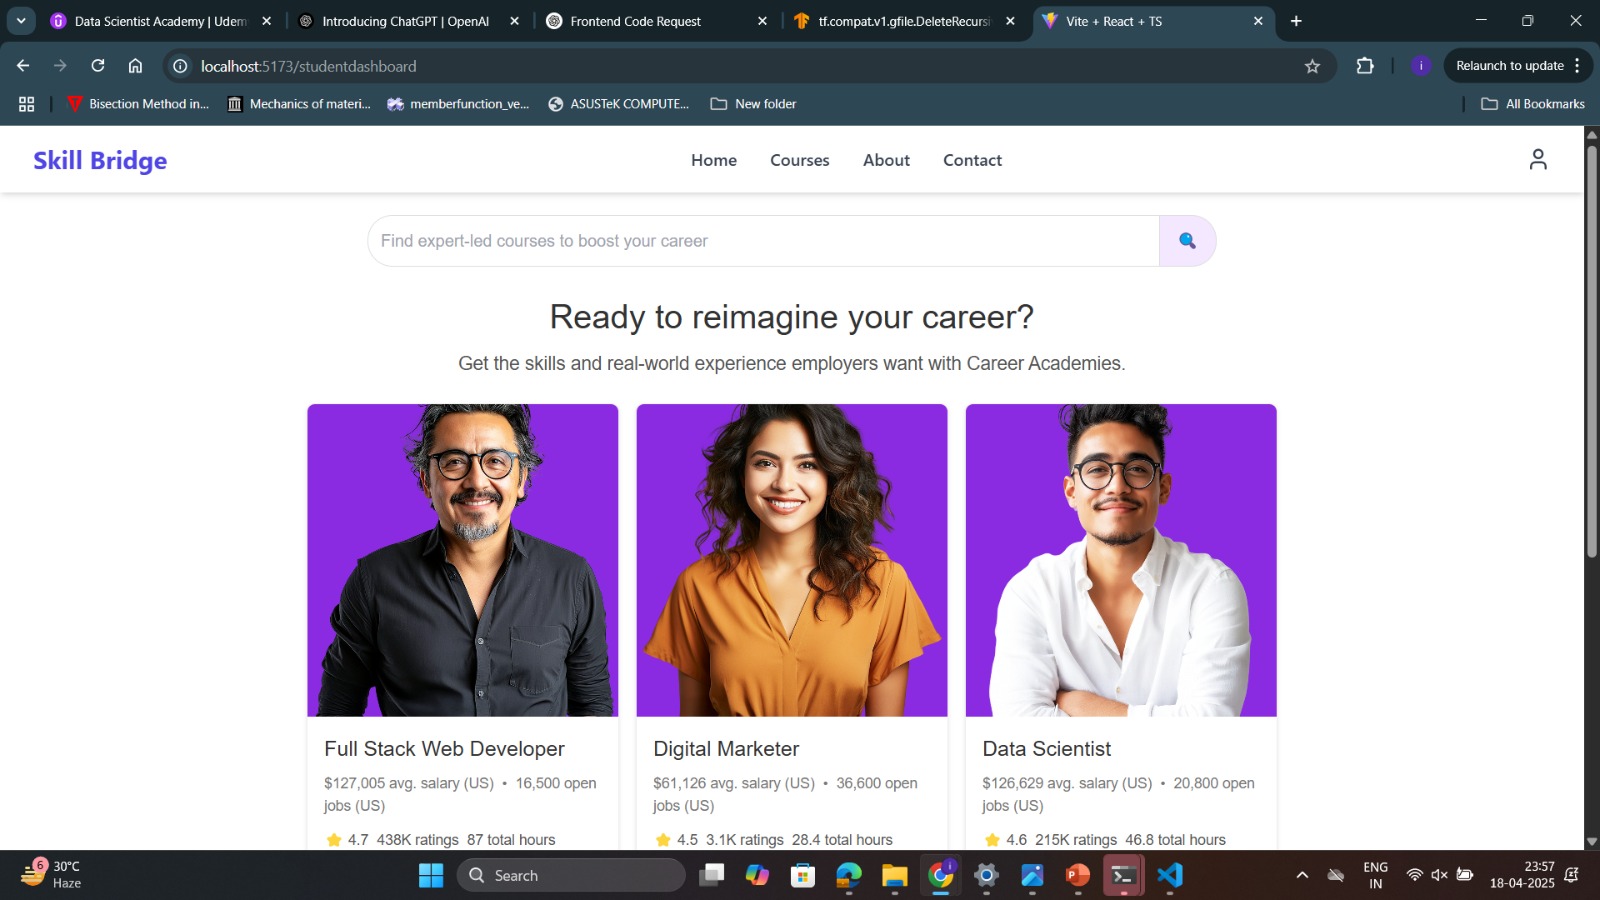 Data Scientist Academy | Udem
Introducing ChatGPT | OpenAI
Frontend Code Request
tf.compat.v1.gfile.DeleteRecursi
Vite + React + TS
localhost:5173/studentdashboard
Relaunch to update
Bisection Method in...
Mechanics of materi...
memberfunction_ve...
ASUSTeK COMPUTE...
New folder
All Bookmarks
Skill Bridge
Home
Courses
About
Contact
Find expert-led courses to boost your career
Ready to reimagine your career?
Get the skills and real-world experience employers want with Career Academies.
Full Stack Web Developer
$127,005 avg. salary (US) • 16,500 open
jobs (US)
4.7 438K ratings 87 total hours
Digital Marketer
$61,126 avg. salary (US) • 36,600 open
jobs (US)
4.5 3.1K ratings 28.4 total hours
Data Scientist
$126,629 avg. salary (US) • 20,800 open
jobs (US)
4.6 215K ratings 46.8 total hours
6
30°C
Haze
Search
ENG
IN
23:57
18-04-2025